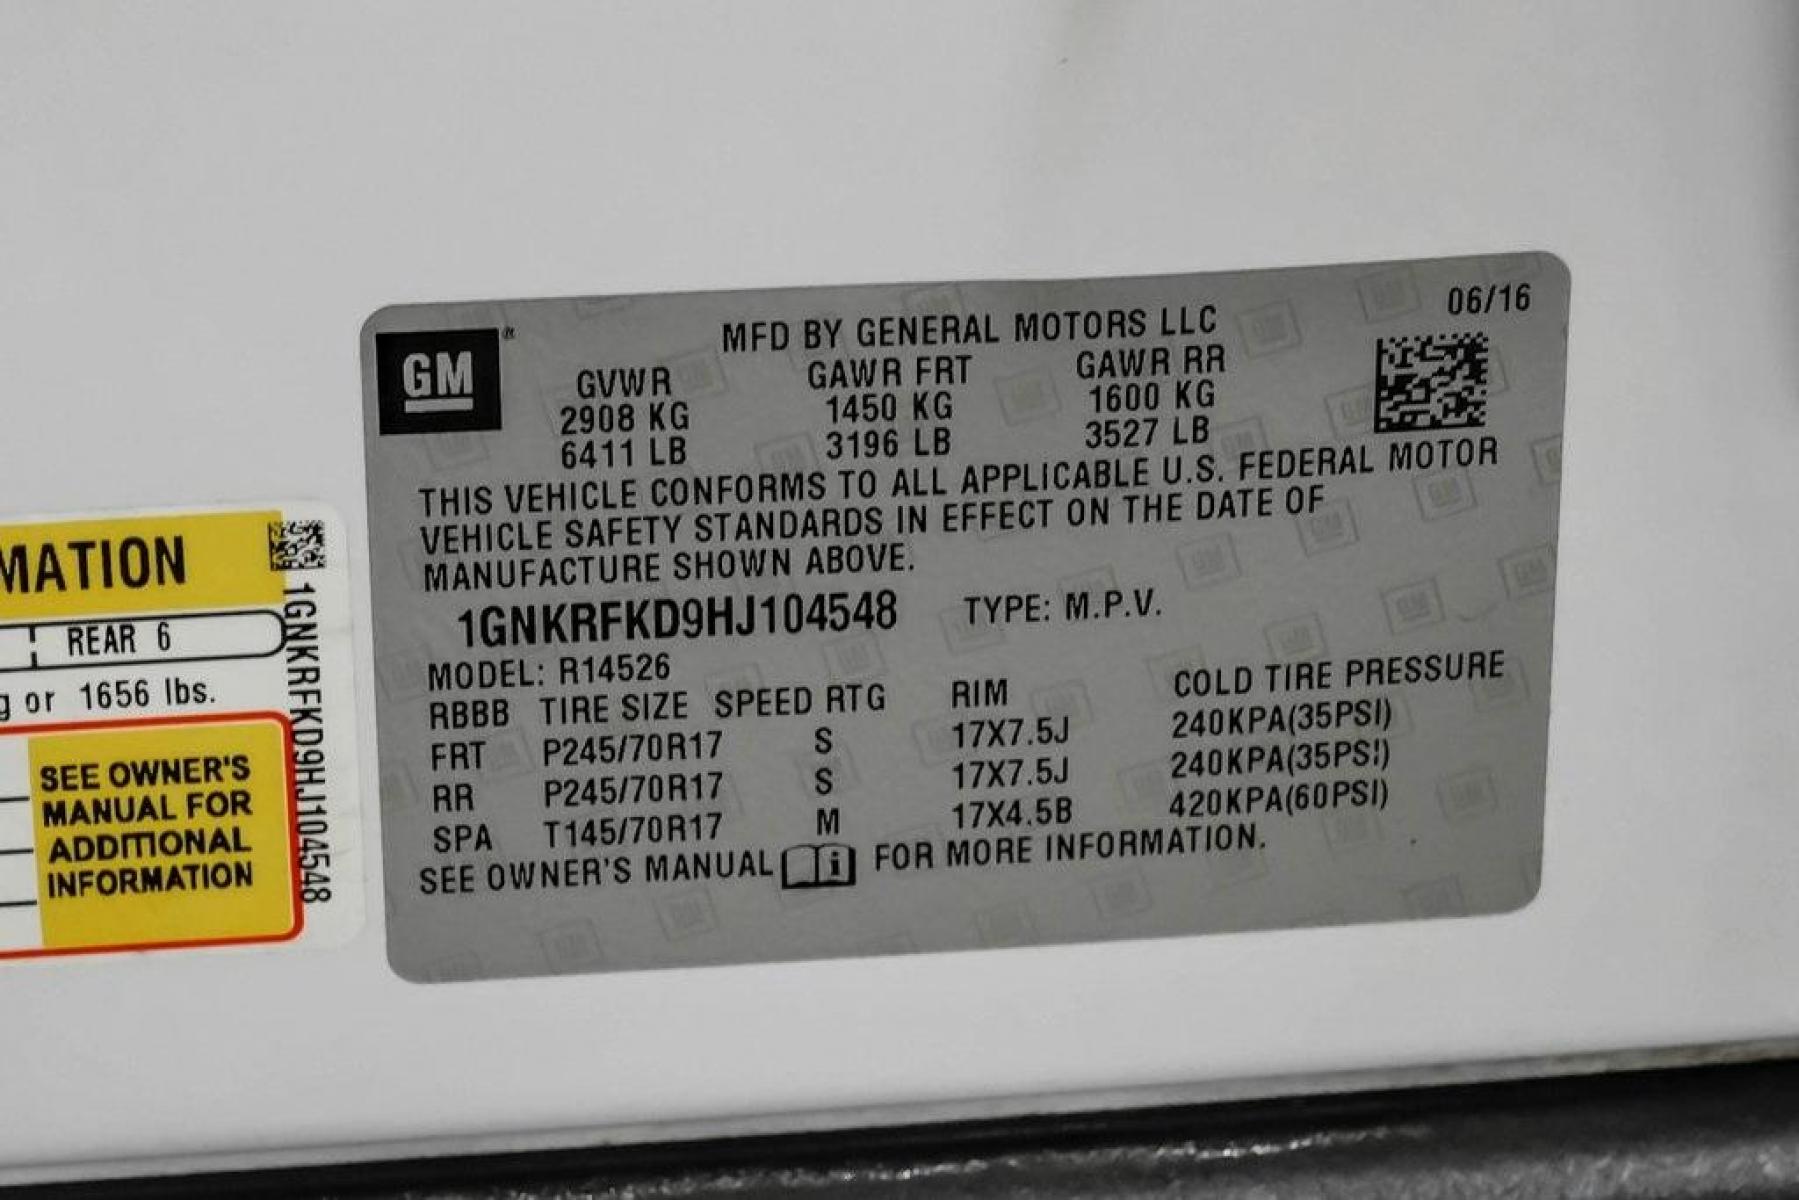 MATION
REAR 6
g or 1656 lbs.
SEE OWNER'S
MANUAL FOR
ADDITIONAL
INFORMATION
1GNKRFKD9HJ104548
GM®
MFD BY GENERAL MOTORS LLC 06/16
GVWR GAWR FRT GAWR RR
2908 KG 1450 KG 1600 KG
6411 LB 3196 LB 3527 LB
THIS VEHICLE CONFORMS TO ALL APPLICABLE U.S. FEDERAL MOTOR
VEHICLE SAFETY STANDARDS IN EFFECT ON THE DATE OF
MANUFACTURE SHOWN ABOVE.
1GNKRFKD9HJ104548 TYPE: M.P.V.
MODEL: R14526
RBBB TIRE SIZE SPEED RTG RIM COLD TIRE PRESSURE
FRT P245/70R17 S 17X7.5J 240KPA(35PSI)
RR P245/70R17 S 17X7.5J 240KPA(35PSI)
SPA T145/70R17 M 17X4.5B 420KPA(60PSI)
SEE OWNER'S MANUAL i FOR MORE INFORMATION.